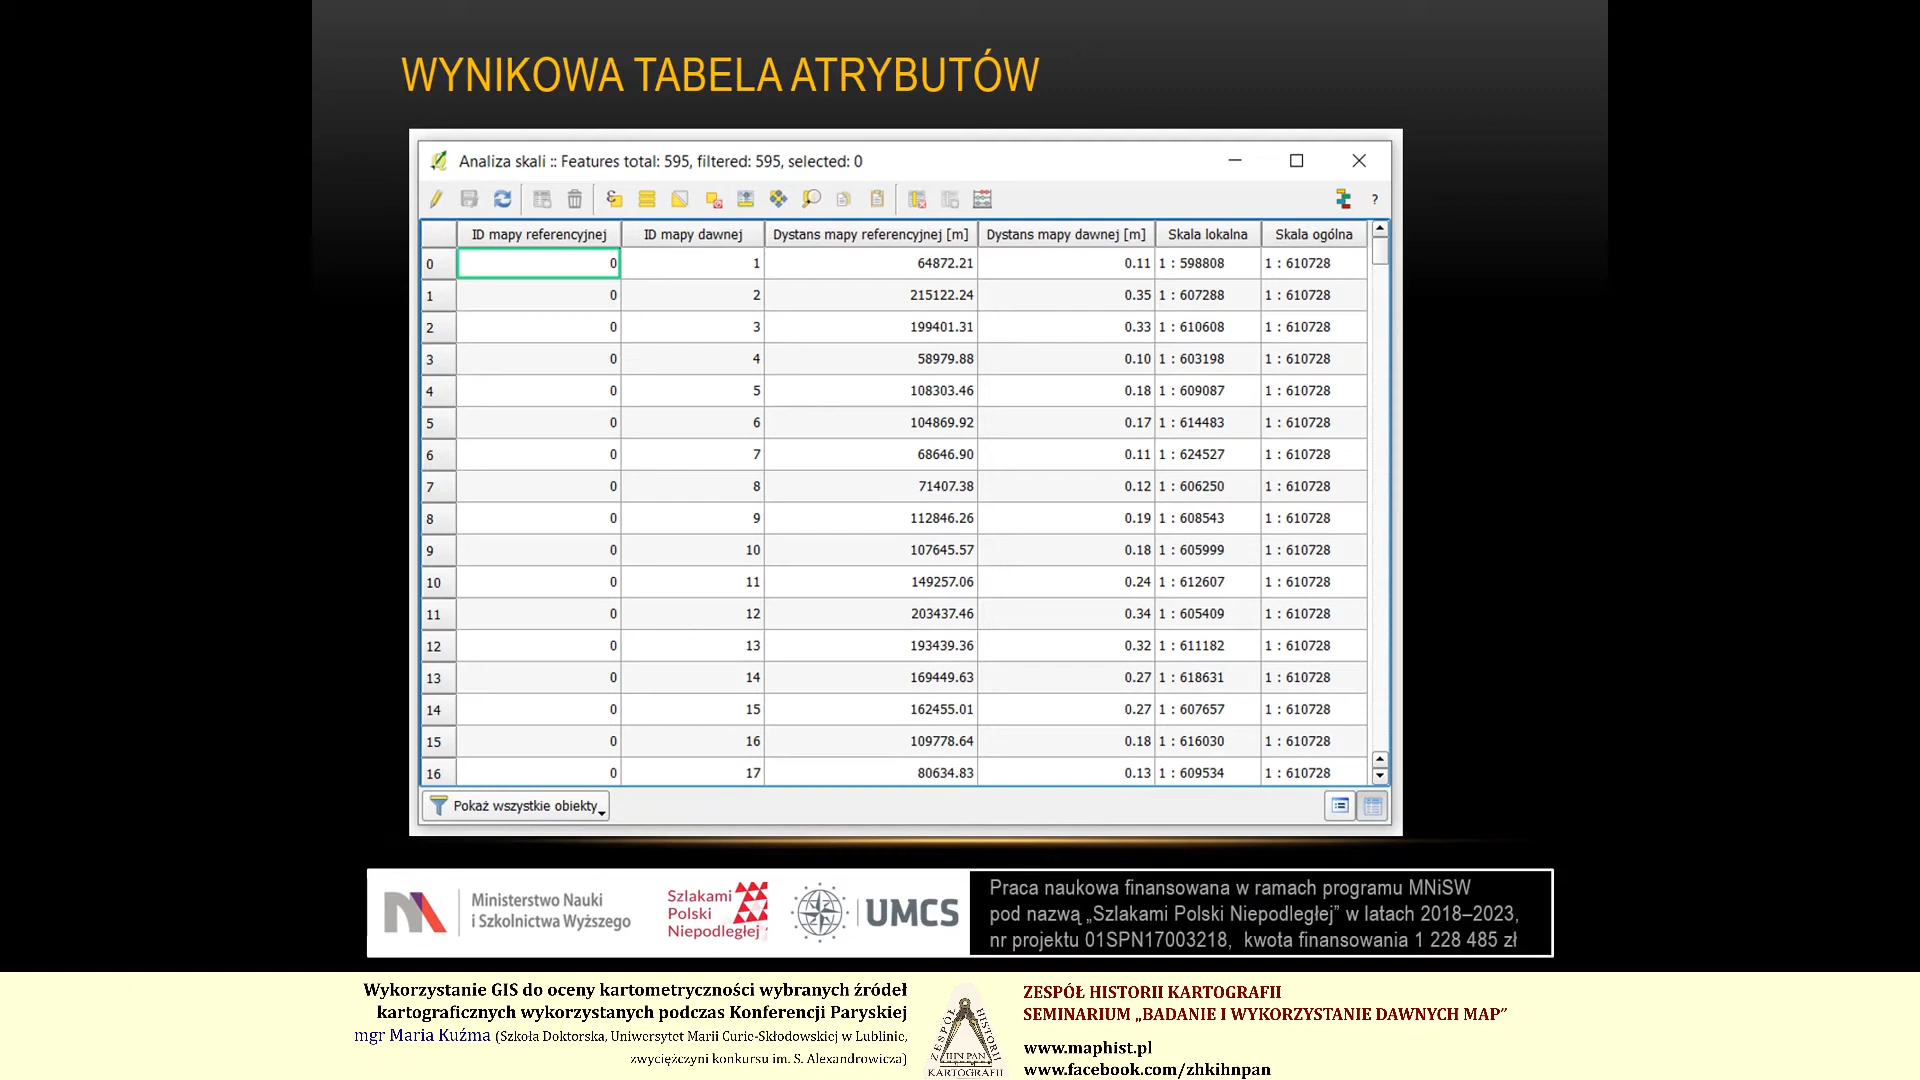 WYNIKOWA TABELA ATRYBUTÓW
Analiza skali :: Features total: 595, filtered: 595, selected: 0
?
ID mapy referencyjnej ID mapy dawnej Dystans mapy referencyjnej [m] Dystans mapy dawnej [m] Skala lokalna Skala ogólna
0 0 1 64872.21 0.11 1 : 598808 1 : 610728
1 0 2 215122.24 0.35 1 : 607288 1 : 610728
2 0 3 199401.31 0.33 1 : 610608 1 : 610728
3 0 4 58979.88 0.10 1 : 603198 1 : 610728
4 0 5 108303.46 0.18 1 : 609087 1 : 610728
5 0 6 104869.92 0.17 1 : 614483 1 : 610728
6 0 7 68646.90 0.11 1 : 624527 1 : 610728
7 0 8 71407.38 0.12 1 : 606250 1 : 610728
8 0 9 112846.26 0.19 1 : 608543 1 : 610728
9 0 10 107645.57 0.18 1 : 605999 1 : 610728
10 0 11 149257.06 0.24 1 : 612607 1 : 610728
11 0 12 203437.46 0.34 1 : 605409 1 : 610728
12 0 13 193439.36 0.32 1 : 611182 1 : 610728
13 0 14 169449.63 0.27 1 : 618631 1 : 610728
14 0 15 162455.01 0.27 1 : 607657 1 : 610728
15 0 16 109778.64 0.18 1 : 616030 1 : 610728
16 0 17 80634.83 0.13 1 : 609534 1 : 610728
Pokaż wszystkie obiekty
Ministerstwo Nauki
i Szkolnictwa Wyższego
Szlakami
Polski
Niepodległej
UMCS
Praca naukowa finansowana w ramach programu MNiSW
pod nazwą „Szlakami Polski Niepodległej” w latach 2018–2023,
nr projektu 01SPN17003218, kwota finansowania 1 228 485 zł
Wykorzystanie GIS do oceny kartometryczności wybranych źródeł
kartograficznych wykorzystanych podczas Konferencji Paryskiej
mgr Maria Kuźma (Szkoła Doktorska, Uniwersytet Marii Curie-Skłodowskiej w Lublinie,
zwyciężczyni konkursu im. S. Alexandrowicza)
ZESPÓŁ HISTORII
IHN PAN
KARTOGRAFII
ZESPÓŁ HISTORII KARTOGRAFII
SEMINARIUM „BADANIE I WYKORZYSTANIE DAWNYCH MAP”
www.maphist.pl
www.facebook.com/zhkihnpan